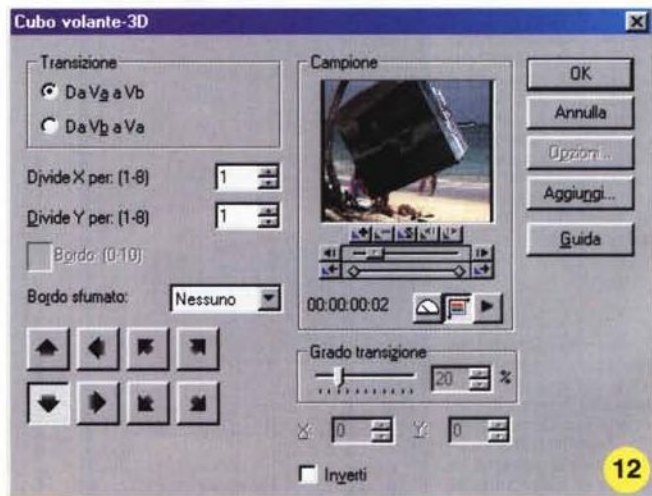 Cubo volante-3D
Transizione
Da Va a Vb
Da Vb a Va
Divide X per: (1-8) 1
Divide Y per: (1-8) 1
Bordo: (0-10)
Bordo sfumato: Nessuno
Campione
00:00:00:02
Grado transizione
20 %
X: 0 Y: 0
Inverti
OK
Annulla
Opzioni...
Aggiungi...
Guida
12